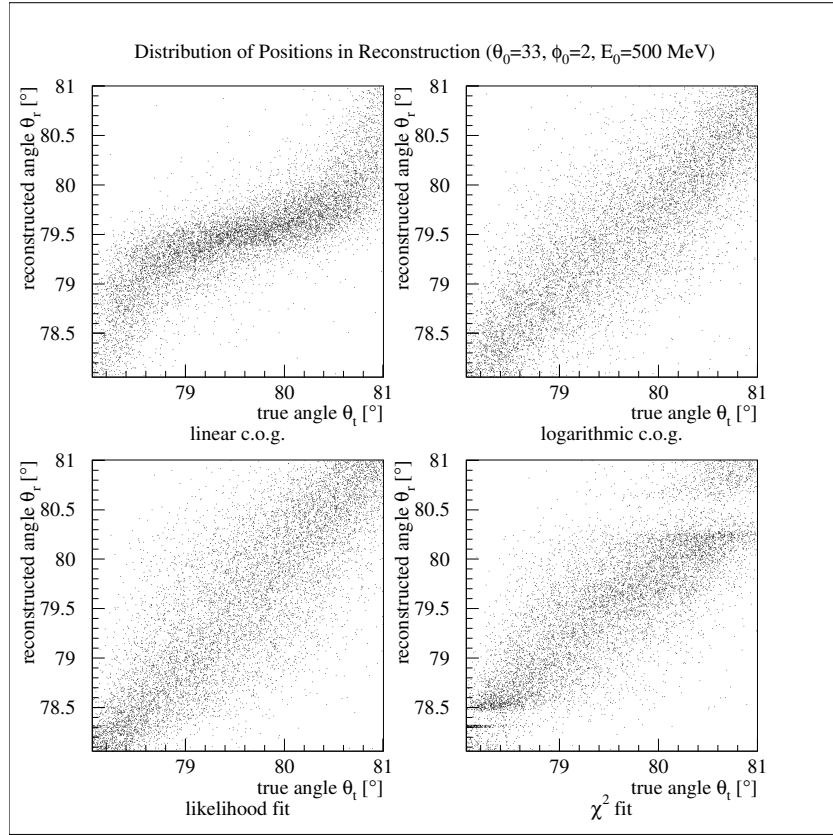 Distribution of Positions in Reconstruction (θ₀=33, ϕ₀=2, E₀=500 MeV)
reconstructed angle θᵣ [°]
81
80.5
80
79.5
79
78.5
79 80 81
true angle θₜ [°]
linear c.o.g.
reconstructed angle θᵣ [°]
81
80.5
80
79.5
79
78.5
79 80 81
true angle θₜ [°]
logarithmic c.o.g.
reconstructed angle θᵣ [°]
81
80.5
80
79.5
79
78.5
79 80 81
true angle θₜ [°]
likelihood fit
reconstructed angle θᵣ [°]
81
80.5
80
79.5
79
78.5
79 80 81
true angle θₜ [°]
χ² fit